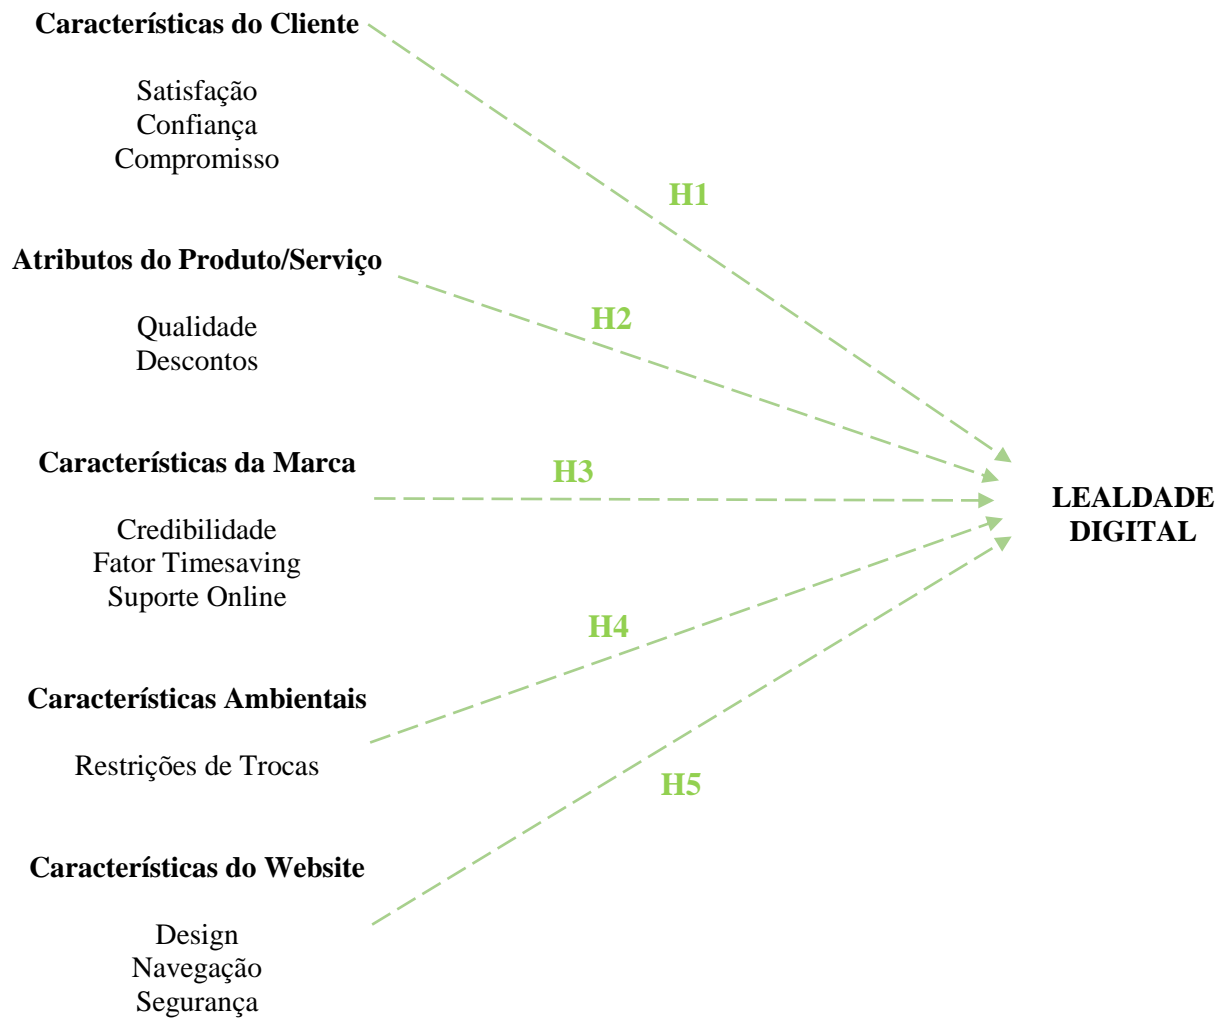 Características do Cliente
Satisfação
Confiança
Compromisso
H1
Atributos do Produto/Serviço
H2
Qualidade
Descontos
Características da Marca
H3
LEALDADE
DIGITAL
Credibilidade
Fator Timesaving
Suporte Online
H4
Características Ambientais
Restrições de Trocas
H5
Características do Website
Design
Navegação
Segurança